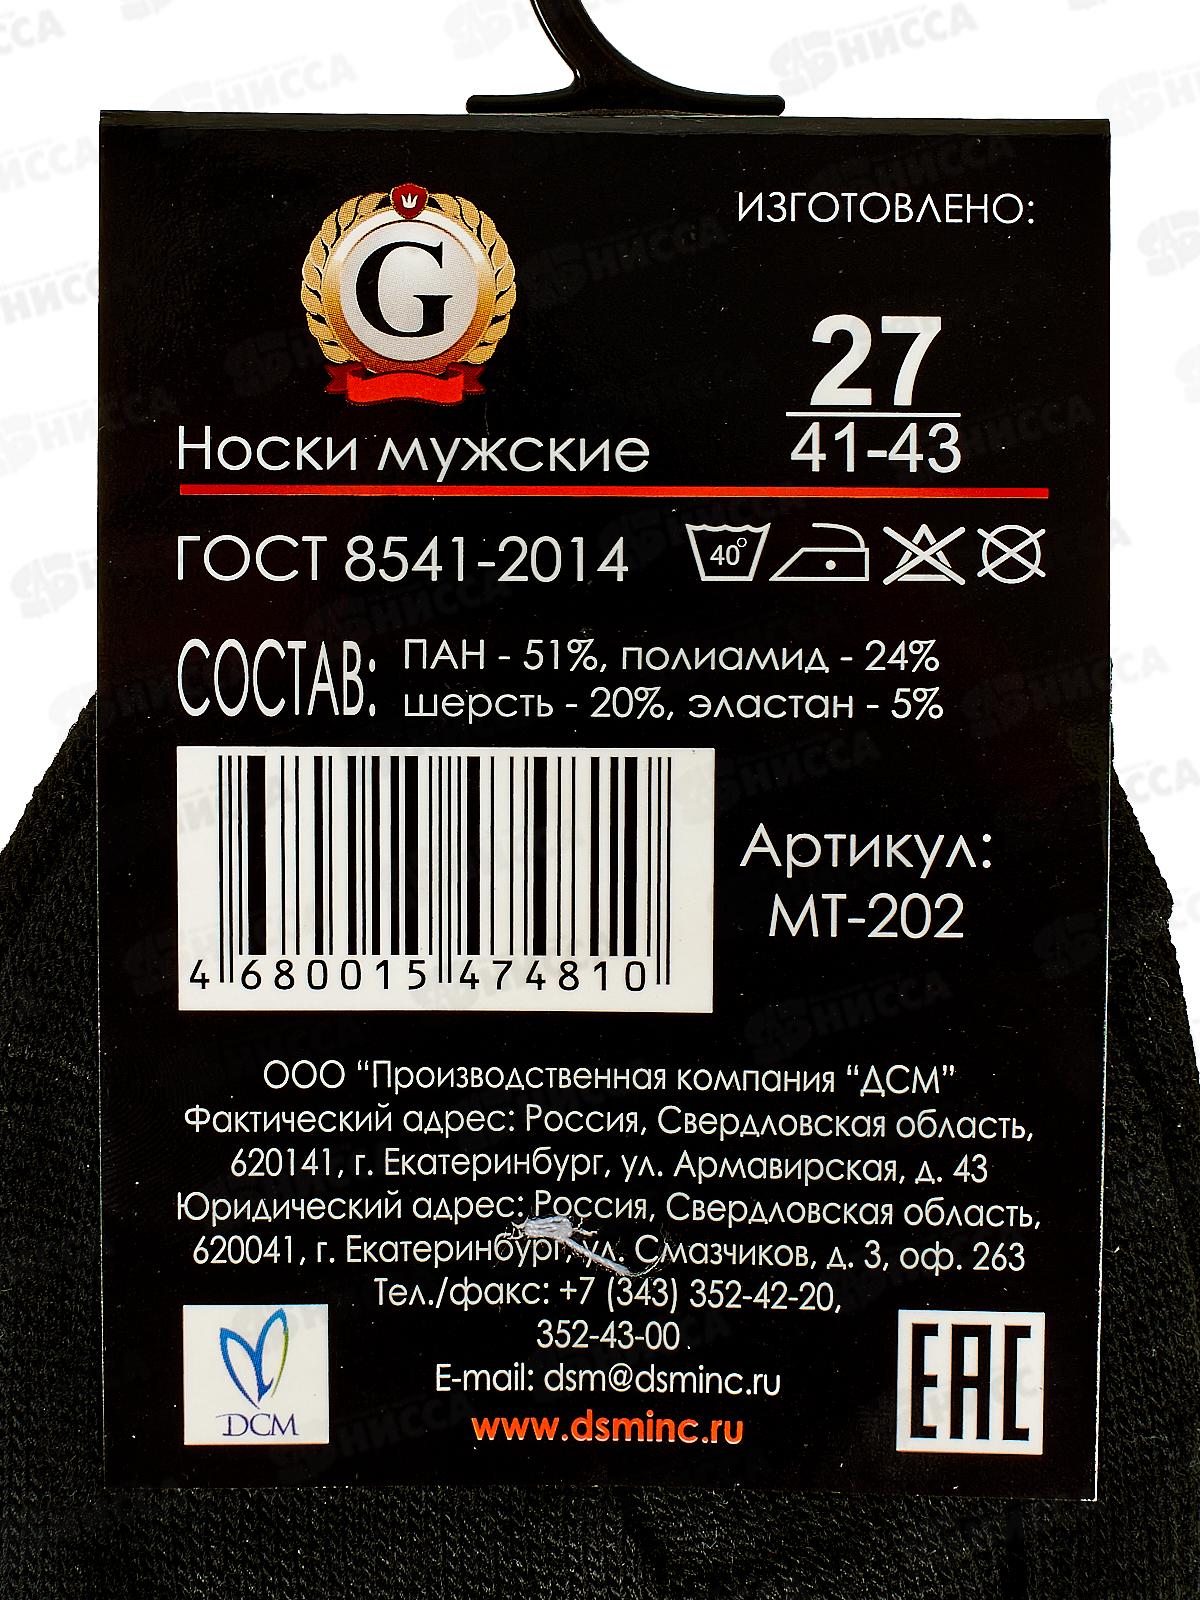 G
ИЗГОТОВЛЕНО:
27
41-43
Носки мужские
ГОСТ 8541-2014
40°
СОСТАВ: ПАН - 51%, полиамид - 24%
шерсть - 20%, эластан - 5%
4 680015 474810
Артикул:
МТ-202
ООО “Производственная компания “ДСМ”
Фактический адрес: Россия, Свердловская область,
620141, г. Екатеринбург, ул. Армавирская, д. 43
Юридический адрес: Россия, Свердловская область,
620041, г. Екатеринбург, ул. Смазчиков, д. 3, оф. 263
Тел./факс: +7 (343) 352-42-20,
352-43-00
E-mail: dsm@dsminc.ru
www.dsminc.ru
ДСМ
EAC
НИССА